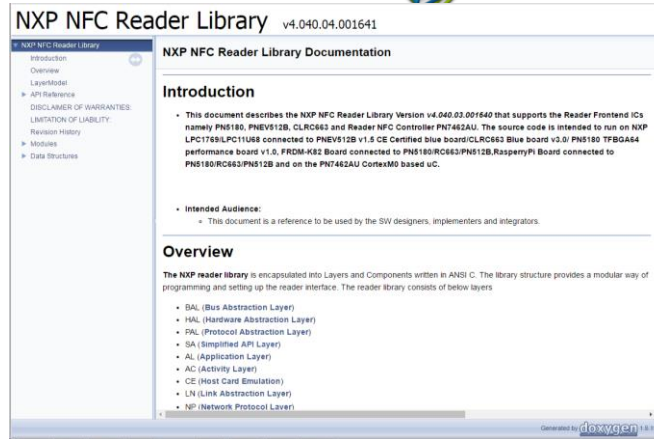 NXP NFC Reader Library v4.040.04.001641
NXP NFC Reader Library
Introduction
Overview
LayerModel
API Reference
DISCLAIMER OF WARRANTIES:
LIMITATION OF LIABILITY:
Revision History
Modules
Data Structures
NXP NFC Reader Library Documentation
Introduction
• This document describes the NXP NFC Reader Library Version v4.040.03.001640 that supports the Reader Frontend ICs
namely PN5180, PNEV512B, CLRC663 and Reader NFC Controller PN7462AU. The source code is intended to run on NXP
LPC1769/LPC11U68 connected to PNEV512B v1.5 CE Certified blue board/CLRC663 Blue board v3.0/ PN5180 TFBGA64
performance board v1.0, FRDM-K82 Board connected to PN5180/RC663/PN512B,RasperryPi Board connected to
PN5180/RC663/PN512B and on the PN7462AU CortexM0 based uC.
• Intended Audience:
○ This document is a reference to be used by the SW designers, implementers and integrators.
Overview
The NXP reader library is encapsulated into Layers and Components written in ANSI C. The library structure provides a modular way of
programming and setting up the reader interface. The reader library consists of below layers
• BAL (Bus Abstraction Layer)
• HAL (Hardware Abstraction Layer)
• PAL (Protocol Abstraction Layer)
• SA (Simplified API Layer)
• AL (Application Layer)
• AC (Activity Layer)
• CE (Host Card Emulation)
• LN (Link Abstraction Layer)
• NP (Network Protocol Layer)
Generated by doxygen